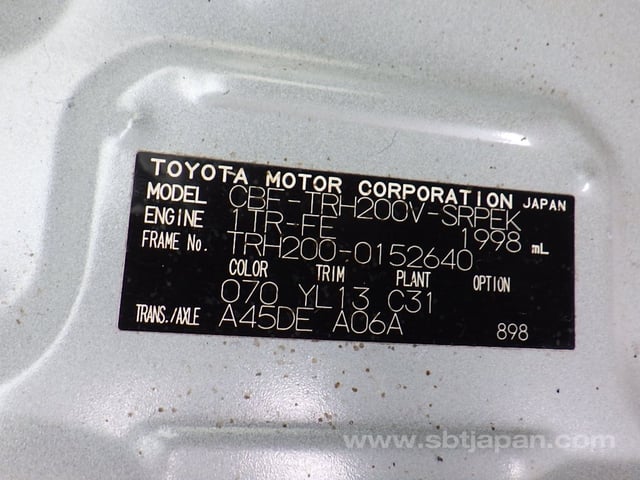 TOYOTA MOTOR CORPORATION JAPAN
MODEL CBF-TRH200V-SRPEK
ENGINE 1TR-FE 1998 mL
FRAME No. TRH200-0152640
COLOR TRIM PLANT OPTION
070 YL13 C31
TRANS./AXLE A45DE A06A 898
www.sbtjapan.com